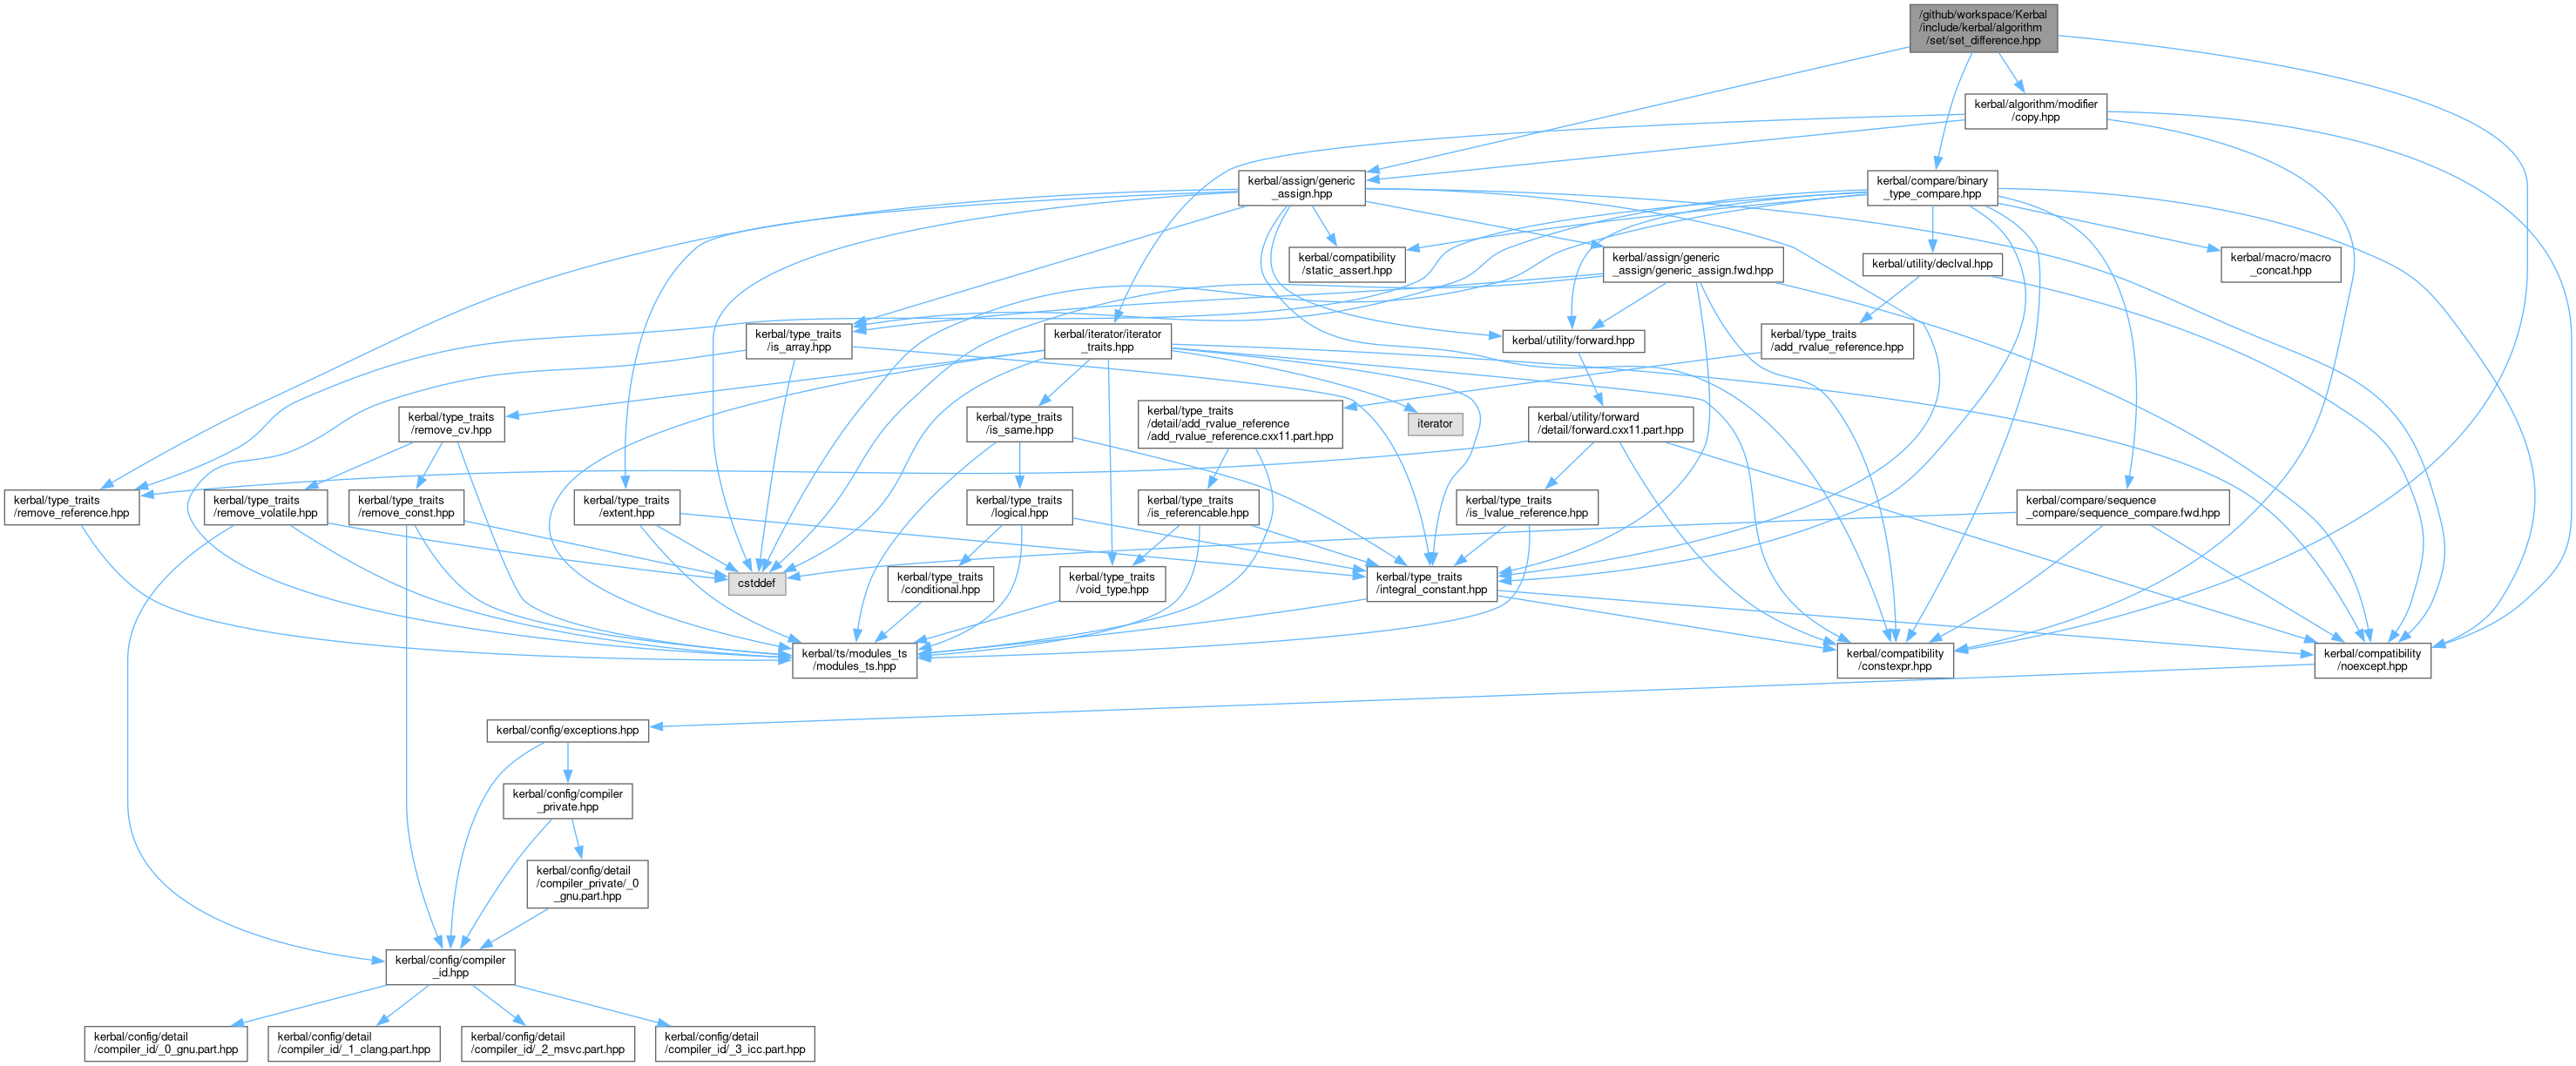 /github/workspace/Kerbal
/include/kerbal/algorithm
/set/set_difference.hpp
kerbal/algorithm/modifier
/copy.hpp
kerbal/assign/generic
_assign.hpp
kerbal/compare/binary
_type_compare.hpp
kerbal/compatibility
/static_assert.hpp
kerbal/assign/generic
_assign/generic_assign.fwd.hpp
kerbal/utility/declval.hpp
kerbal/macro/macro
_concat.hpp
kerbal/type_traits
/is_array.hpp
kerbal/iterator/iterator
_traits.hpp
kerbal/utility/forward.hpp
kerbal/type_traits
/add_rvalue_reference.hpp
kerbal/type_traits
/remove_cv.hpp
kerbal/type_traits
/is_same.hpp
kerbal/type_traits
/detail/add_rvalue_reference
/add_rvalue_reference.cxx11.part.hpp
iterator
kerbal/utility/forward
/detail/forward.cxx11.part.hpp
kerbal/type_traits
/remove_reference.hpp
kerbal/type_traits
/remove_volatile.hpp
kerbal/type_traits
/remove_const.hpp
kerbal/type_traits
/extent.hpp
kerbal/type_traits
/logical.hpp
kerbal/type_traits
/is_referencable.hpp
kerbal/type_traits
/is_lvalue_reference.hpp
kerbal/compare/sequence
_compare/sequence_compare.fwd.hpp
cstddef
kerbal/type_traits
/conditional.hpp
kerbal/type_traits
/void_type.hpp
kerbal/type_traits
/integral_constant.hpp
kerbal/ts/modules_ts
/modules_ts.hpp
kerbal/compatibility
/constexpr.hpp
kerbal/compatibility
/noexcept.hpp
kerbal/config/exceptions.hpp
kerbal/config/compiler
_private.hpp
kerbal/config/detail
/compiler_private/_0
_gnu.part.hpp
kerbal/config/compiler
_id.hpp
kerbal/config/detail
/compiler_id/_0_gnu.part.hpp
kerbal/config/detail
/compiler_id/_1_clang.part.hpp
kerbal/config/detail
/compiler_id/_2_msvc.part.hpp
kerbal/config/detail
/compiler_id/_3_icc.part.hpp